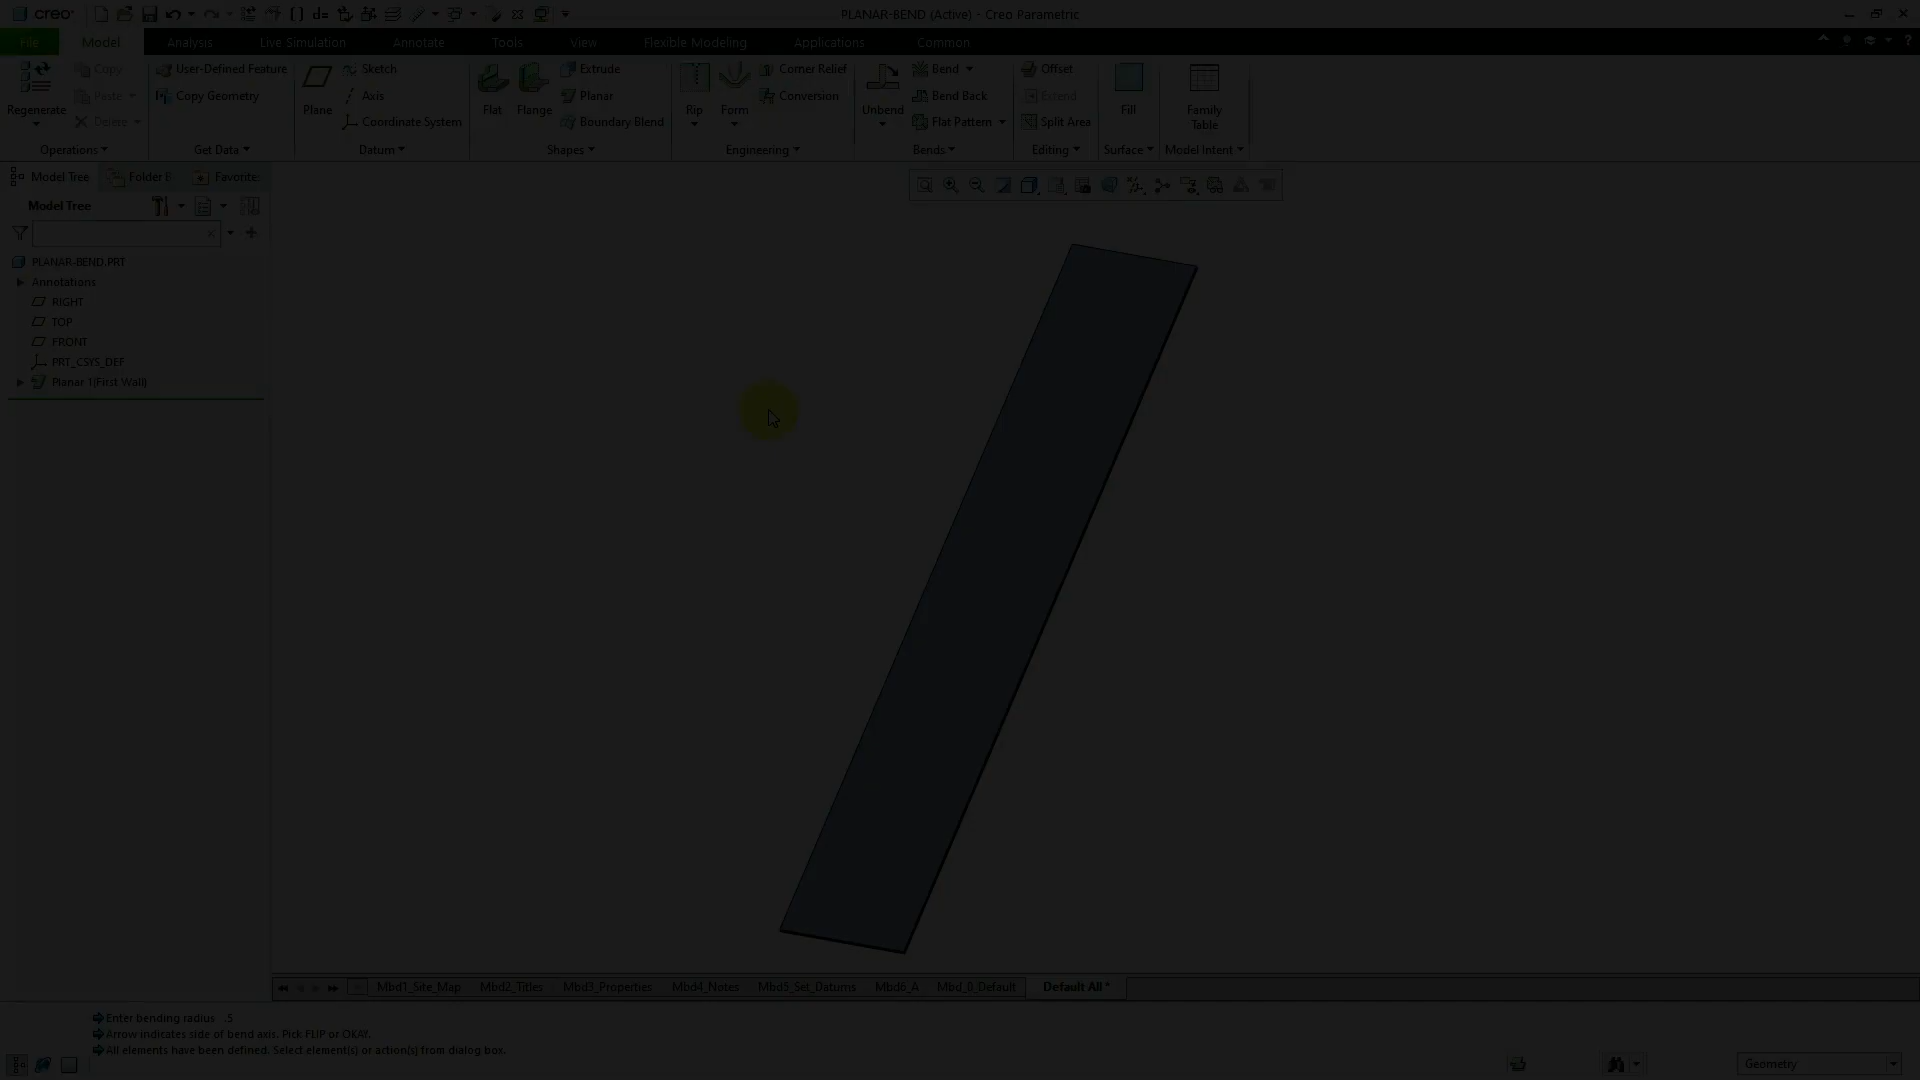 creo
PLANAR-BEND (Active) - Creo Parametric
File Model Analysis Live Simulation Annotate Tools View Flexible Modeling Applications Common
Regenerate
Copy
Paste
Delete
Operations
User-Defined Feature
Copy Geometry
Get Data
Plane
Sketch
Axis
Coordinate System
Datum
Flat
Flange
Extrude
Planar
Boundary Blend
Shapes
Rip
Form
Corner Relief
Conversion
Engineering
Unbend
Bend
Bend Back
Flat Pattern
Bends
Offset
Extend
Split Area
Editing
Fill
Surface
Family
Table
Model Intent
Model Tree Folder Favorite
Model Tree
PLANAR-BEND.PRT
Annotations
RIGHT
TOP
FRONT
PRT_CSYS_DEF
Planar 1(First Wall)
Mbd1_Site_Map Mbd2_Titles Mbd3_Properties Mbd4_Notes Mbd5_Set_Datums Mbd6_A Mbd_B_Default Default All *
Enter bending radius .5
Arrow indicates side of bend axis. Pick FLIP or OKAY.
All elements have been defined. Select element(s) or action(s) from dialog box.
Geometry